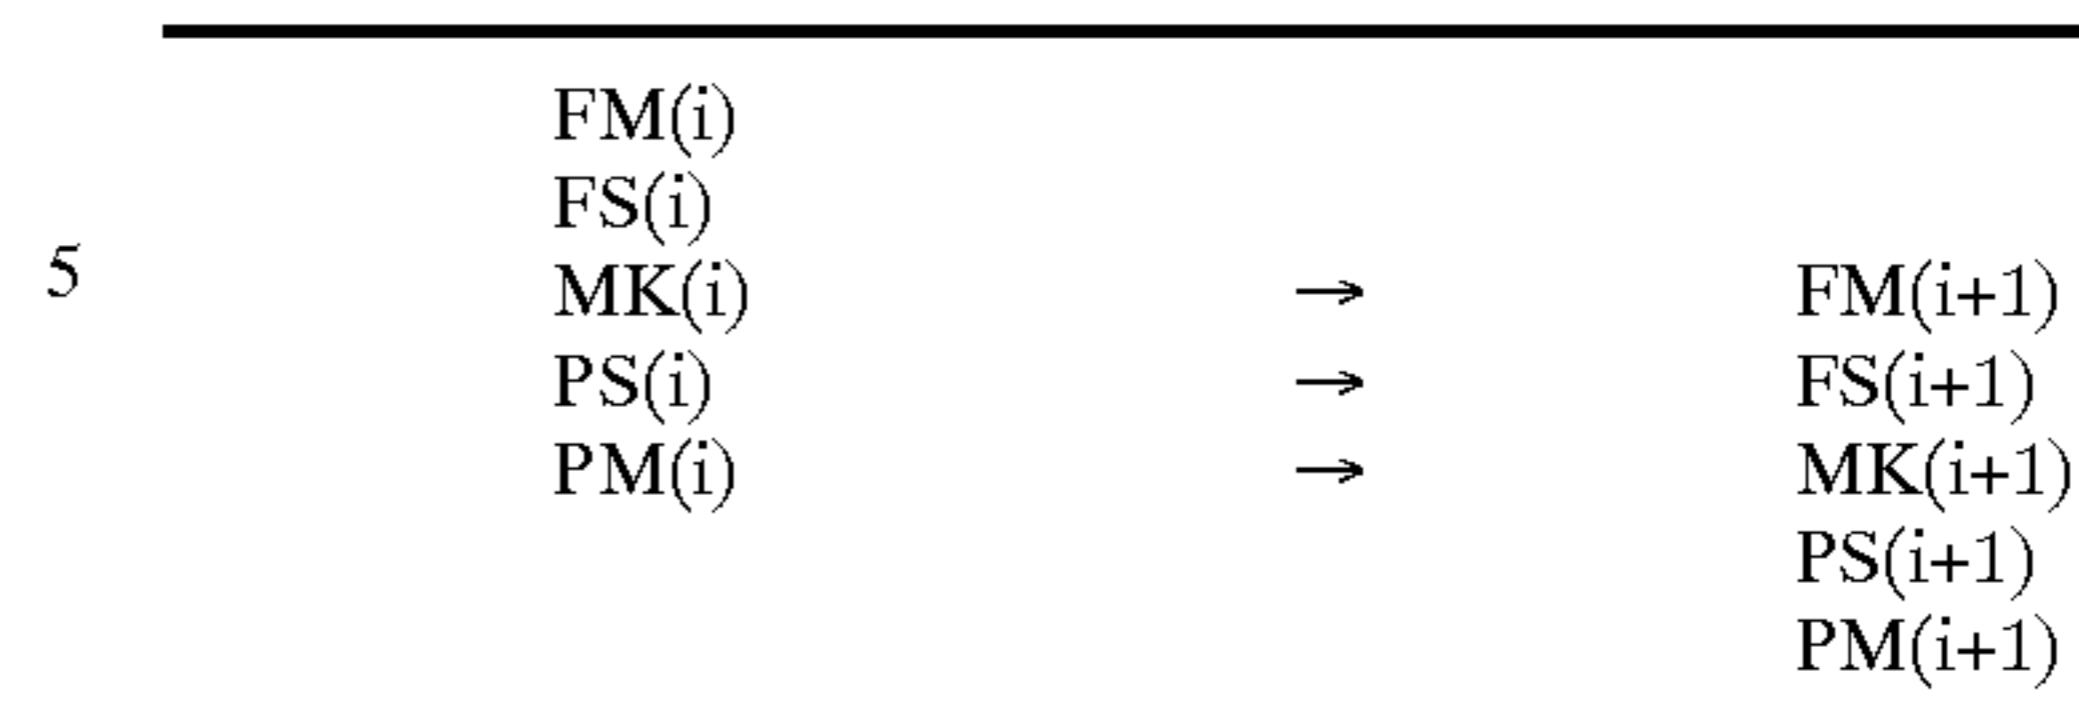 FM(i)
FS(i)
5 MK(i) → FM(i+1)
PS(i) → FS(i+1)
PM(i) → MK(i+1)
PS(i+1)
PM(i+1)